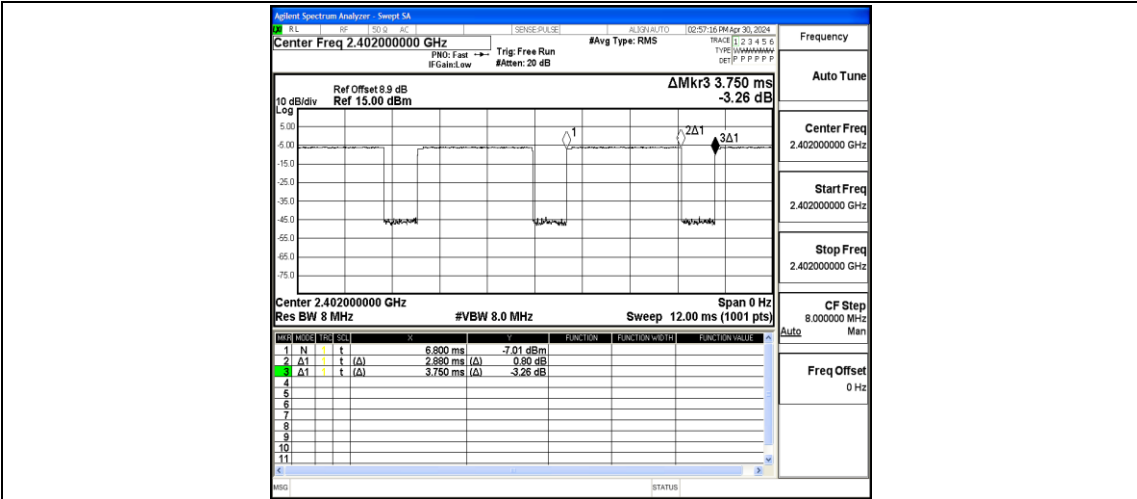 Agilent Spectrum Analyzer - Swept SA
RL RF 50 Ω AC SENSE:PULSE ALIGN AUTO 02:57:16 PM Apr 30, 2024
Center Freq 2.402000000 GHz
PNO: Fast
IFGain:Low
Trig: Free Run
#Atten: 20 dB
#Avg Type: RMS
TRACE 1 2 3 4 5 6
TYPE WWWWWW
DET P P P P P P
Frequency
Auto Tune
Center Freq
2.402000000 GHz
Start Freq
2.402000000 GHz
Stop Freq
2.402000000 GHz
CF Step
8.000000 MHz
Auto Man
Freq Offset
0 Hz
ΔMkr3 3.750 ms
-3.26 dB
Ref Offset 8.9 dB
10 dB/div Ref 15.00 dBm
Log
5.00
-5.00
-15.0
-25.0
-35.0
-45.0
-55.0
-65.0
-75.0
1
2Δ1
3Δ1
Center 2.402000000 GHz Span 0 Hz
Res BW 8 MHz #VBW 8.0 MHz Sweep 12.00 ms (1001 pts)
MKR MODE TRC SCL X Y FUNCTION FUNCTION WIDTH FUNCTION VALUE
1 N 1 t 6.800 ms -7.01 dBm
2 Δ1 1 t (Δ) 2.880 ms (Δ) 0.80 dB
3 Δ1 1 t (Δ) 3.750 ms (Δ) -3.26 dB
4
5
6
7
8
9
10
11
MSG STATUS